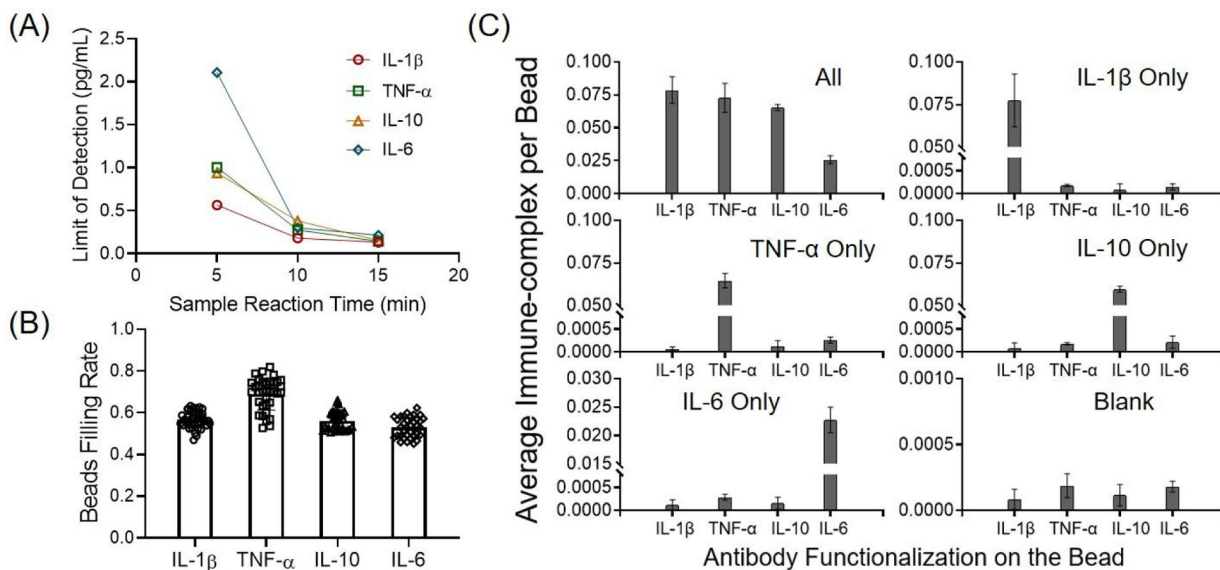 (A)
Limit of Detection (pg/mL)
2.5
2.0
1.5
1.0
0.5
0.0
0
5
10
15
20
Sample Reaction Time (min)
IL-1β
TNF-α
IL-10
IL-6
(B)
Beads Filling Rate
1.0
0.8
0.6
0.4
0.2
0.0
IL-1β
TNF-α
IL-10
IL-6
(C)
Average Immune-complex per Bead
All
0.100
0.075
0.050
0.025
0.000
IL-1β
TNF-α
IL-10
IL-6
IL-1β Only
0.100
0.075
0.050
0.0005
0.0000
IL-1β
TNF-α
IL-10
IL-6
TNF-α Only
0.100
0.075
0.050
0.0005
0.0000
IL-1β
TNF-α
IL-10
IL-6
IL-10 Only
0.100
0.075
0.050
0.0005
0.0000
IL-1β
TNF-α
IL-10
IL-6
IL-6 Only
0.030
0.025
0.020
0.015
0.0005
0.0000
IL-1β
TNF-α
IL-10
IL-6
Blank
0.0010
0.0005
0.0000
IL-1β
TNF-α
IL-10
IL-6
Antibody Functionalization on the Bead